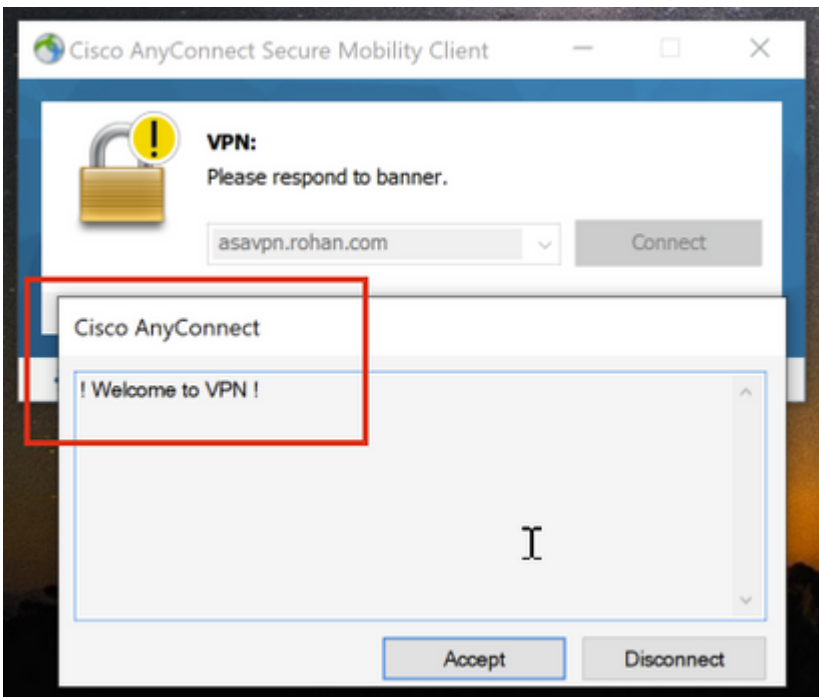 Cisco AnyConnect Secure Mobility Client
VPN:
Please respond to banner.
asavpn.rohan.com
Connect
Cisco AnyConnect
! Welcome to VPN !
Accept
Disconnect